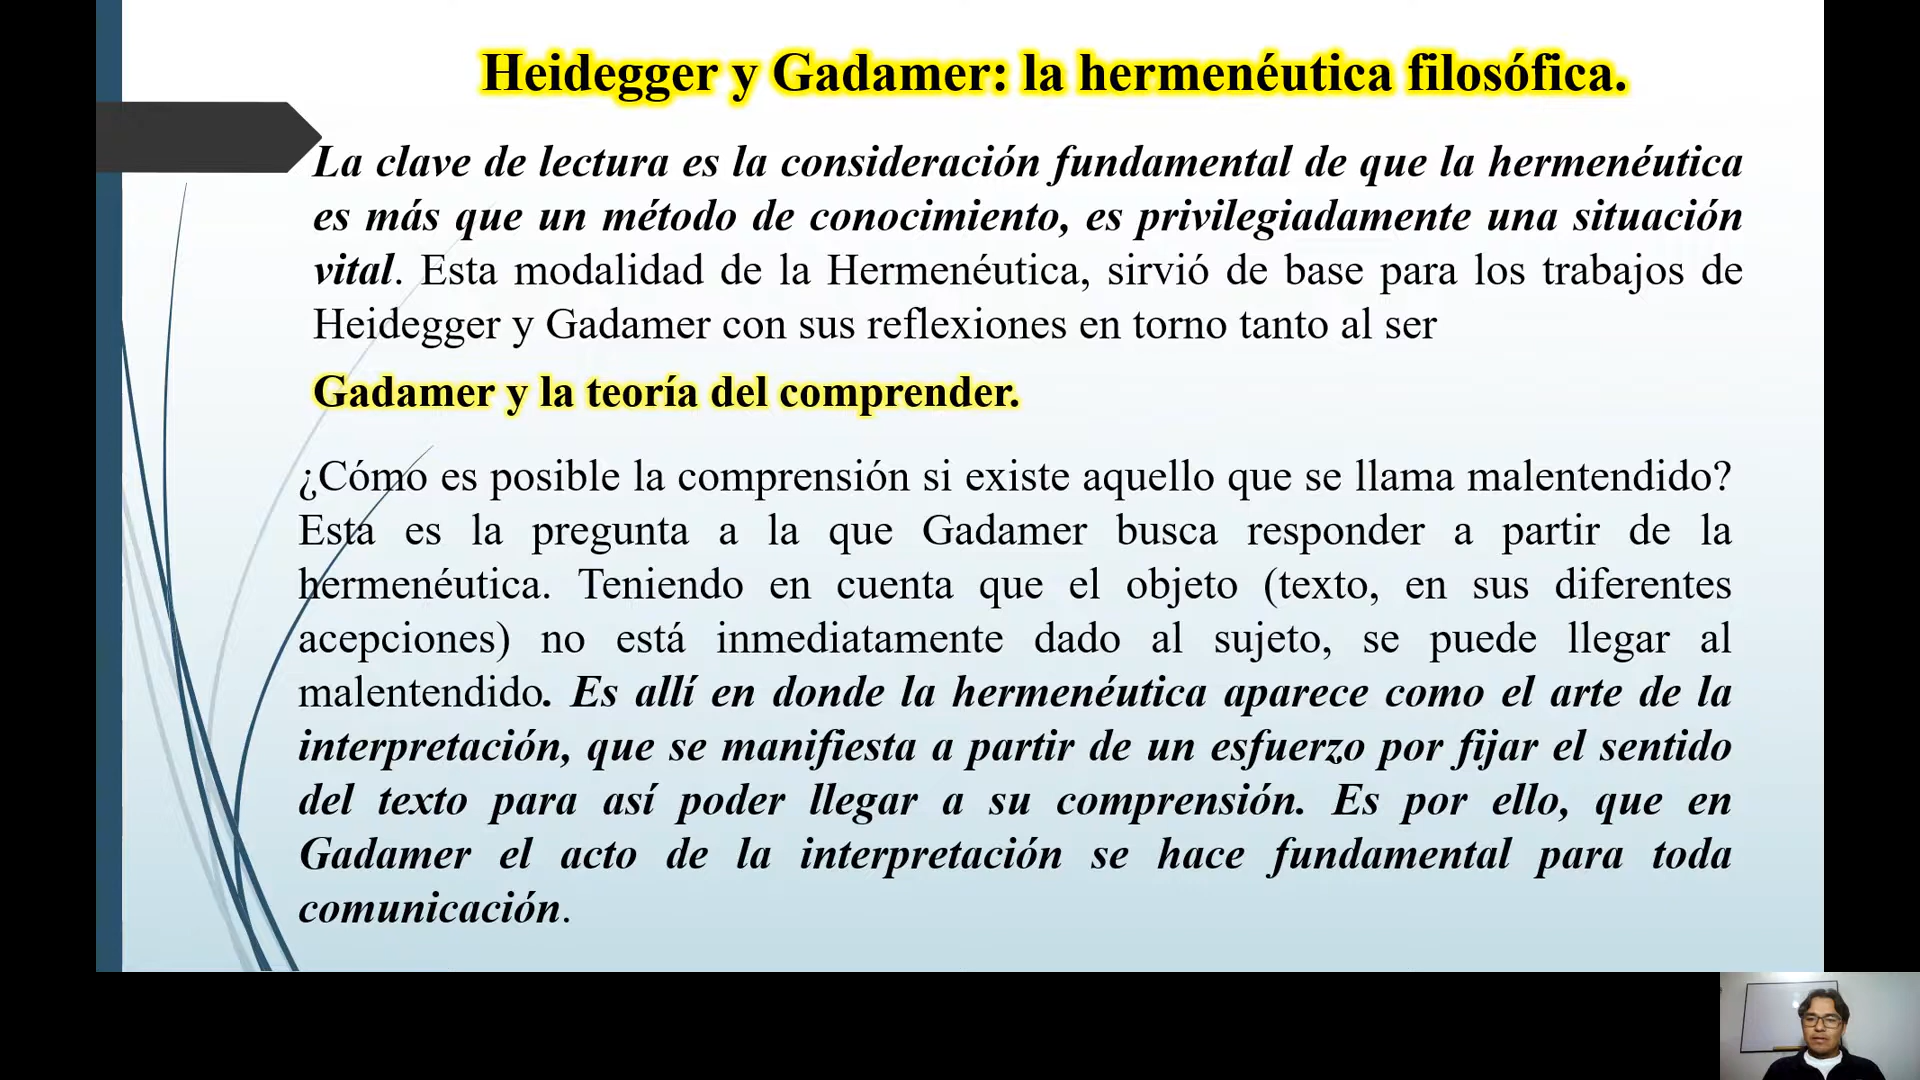 Heidegger y Gadamer: la hermenéutica filosófica.
La clave de lectura es la consideración fundamental de que la hermenéutica
es más que un método de conocimiento, es privilegiadamente una situación
vital. Esta modalidad de la Hermenéutica, sirvió de base para los trabajos de
Heidegger y Gadamer con sus reflexiones en torno tanto al ser
Gadamer y la teoría del comprender.
¿Cómo es posible la comprensión si existe aquello que se llama malentendido?
Esta es la pregunta a la que Gadamer busca responder a partir de la
hermenéutica. Teniendo en cuenta que el objeto (texto, en sus diferentes
acepciones) no está inmediatamente dado al sujeto, se puede llegar al
malentendido. Es allí en donde la hermenéutica aparece como el arte de la
interpretación, que se manifiesta a partir de un esfuerzo por fijar el sentido
del texto para así poder llegar a su comprensión. Es por ello, que en
Gadamer el acto de la interpretación se hace fundamental para toda
comunicación.